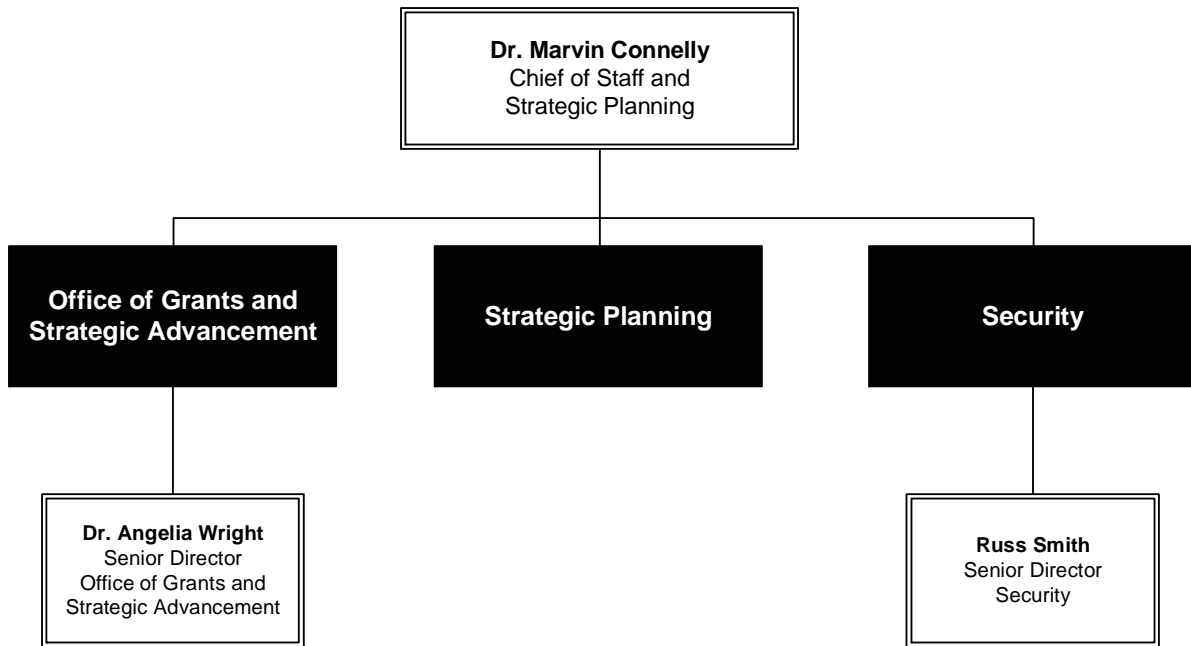 Dr. Marvin Connelly
Chief of Staff and
Strategic Planning
Office of Grants and
Strategic Advancement
Strategic Planning
Security
Dr. Angelia Wright
Senior Director
Office of Grants and
Strategic Advancement
Russ Smith
Senior Director
Security